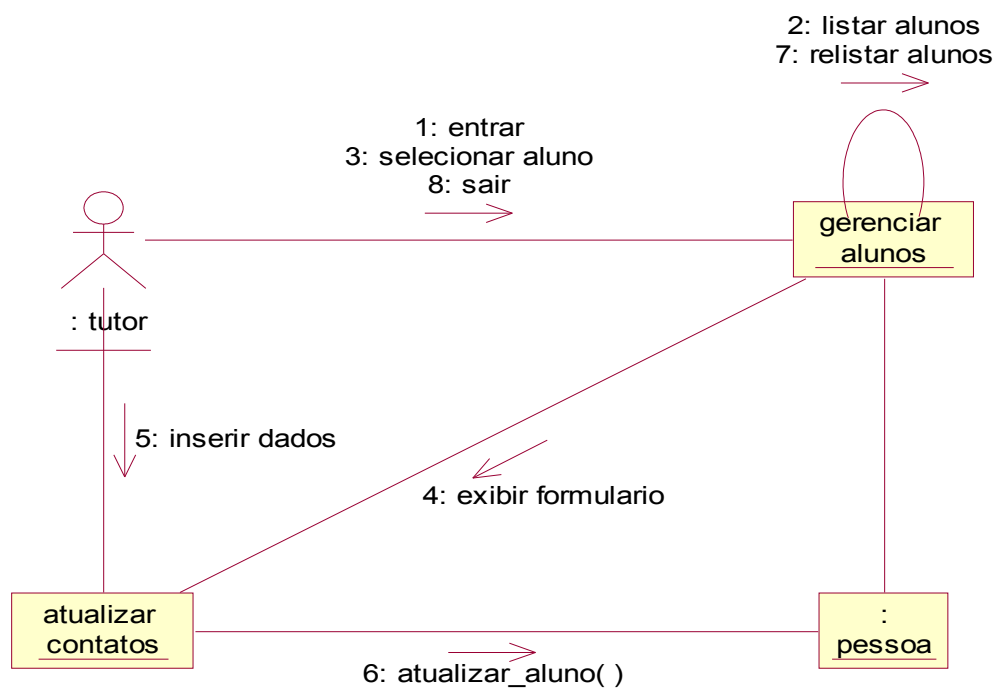 2: listar alunos
7: relistar alunos
1: entrar
3: selecionar aluno
8: sair
gerenciar
alunos
: tutor
5: inserir dados
4: exibir formulario
atualizar
contatos
:
pessoa
6: atualizar_aluno( )